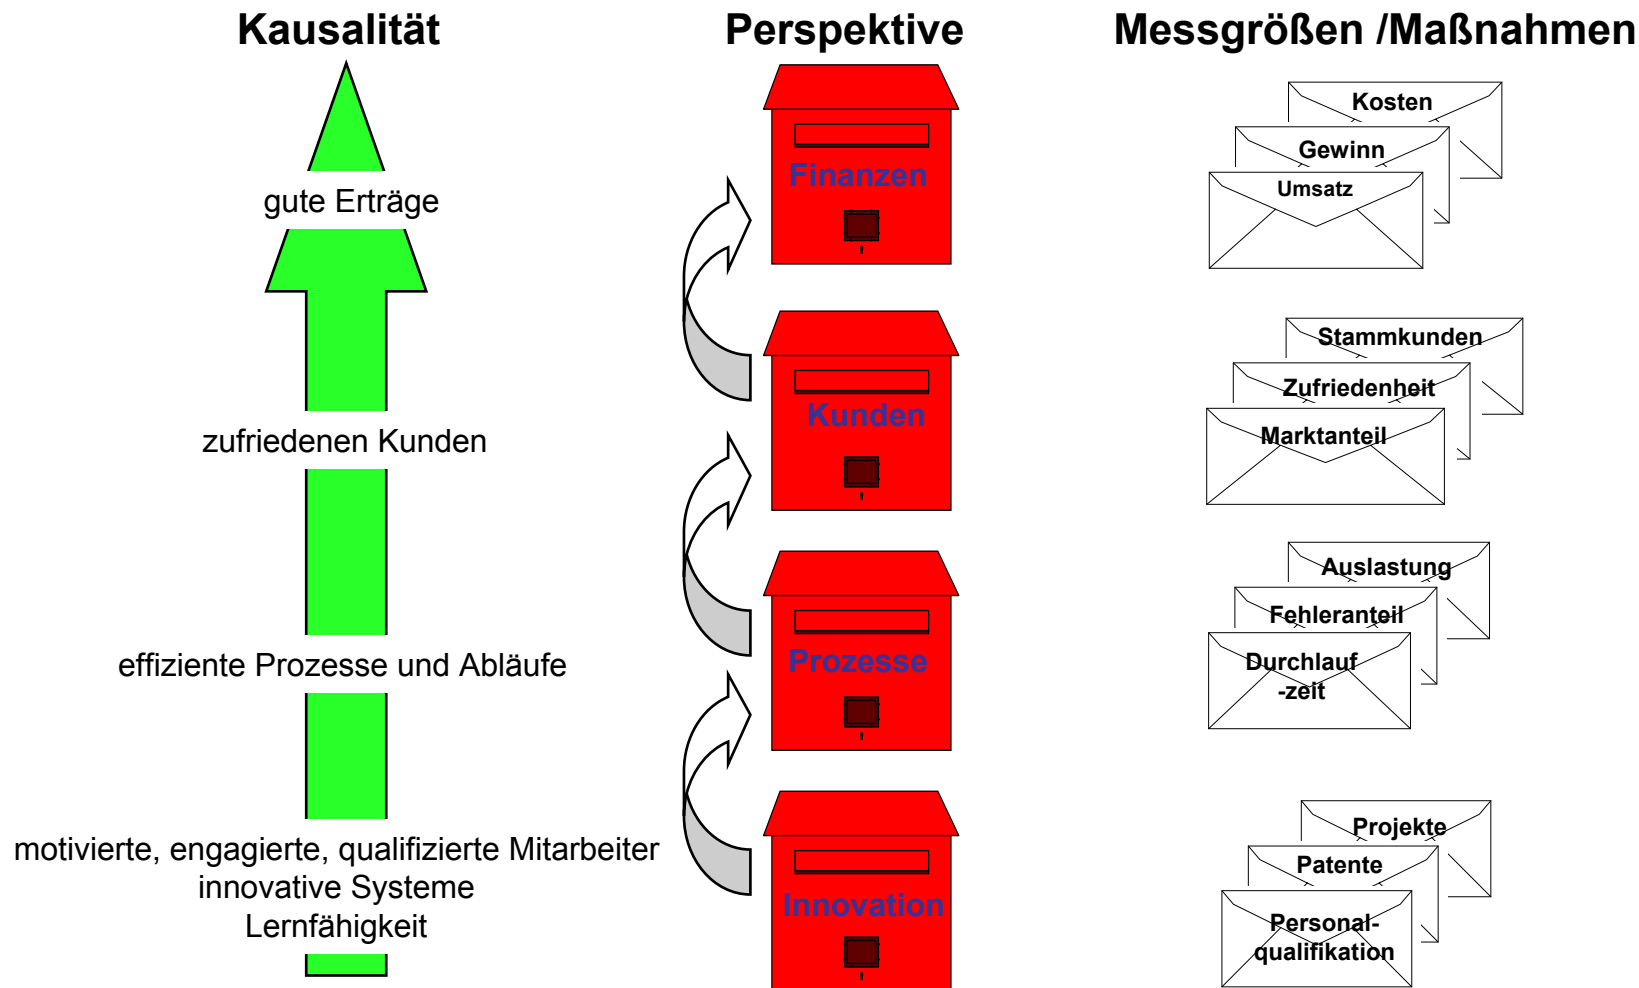 Kausalität
Perspektive
Messgrößen /Maßnahmen
gute Erträge
Finanzen
Kosten
Gewinn
Umsatz
zufriedenen Kunden
Kunden
Stammkunden
Zufriedenheit
Marktanteil
effiziente Prozesse und Abläufe
Prozesse
Auslastung
Fehleranteil
Durchlauf
-zeit
motivierte, engagierte, qualifizierte Mitarbeiter
innovative Systeme
Lernfähigkeit
Innovation
Projekte
Patente
Personal-
qualifikation